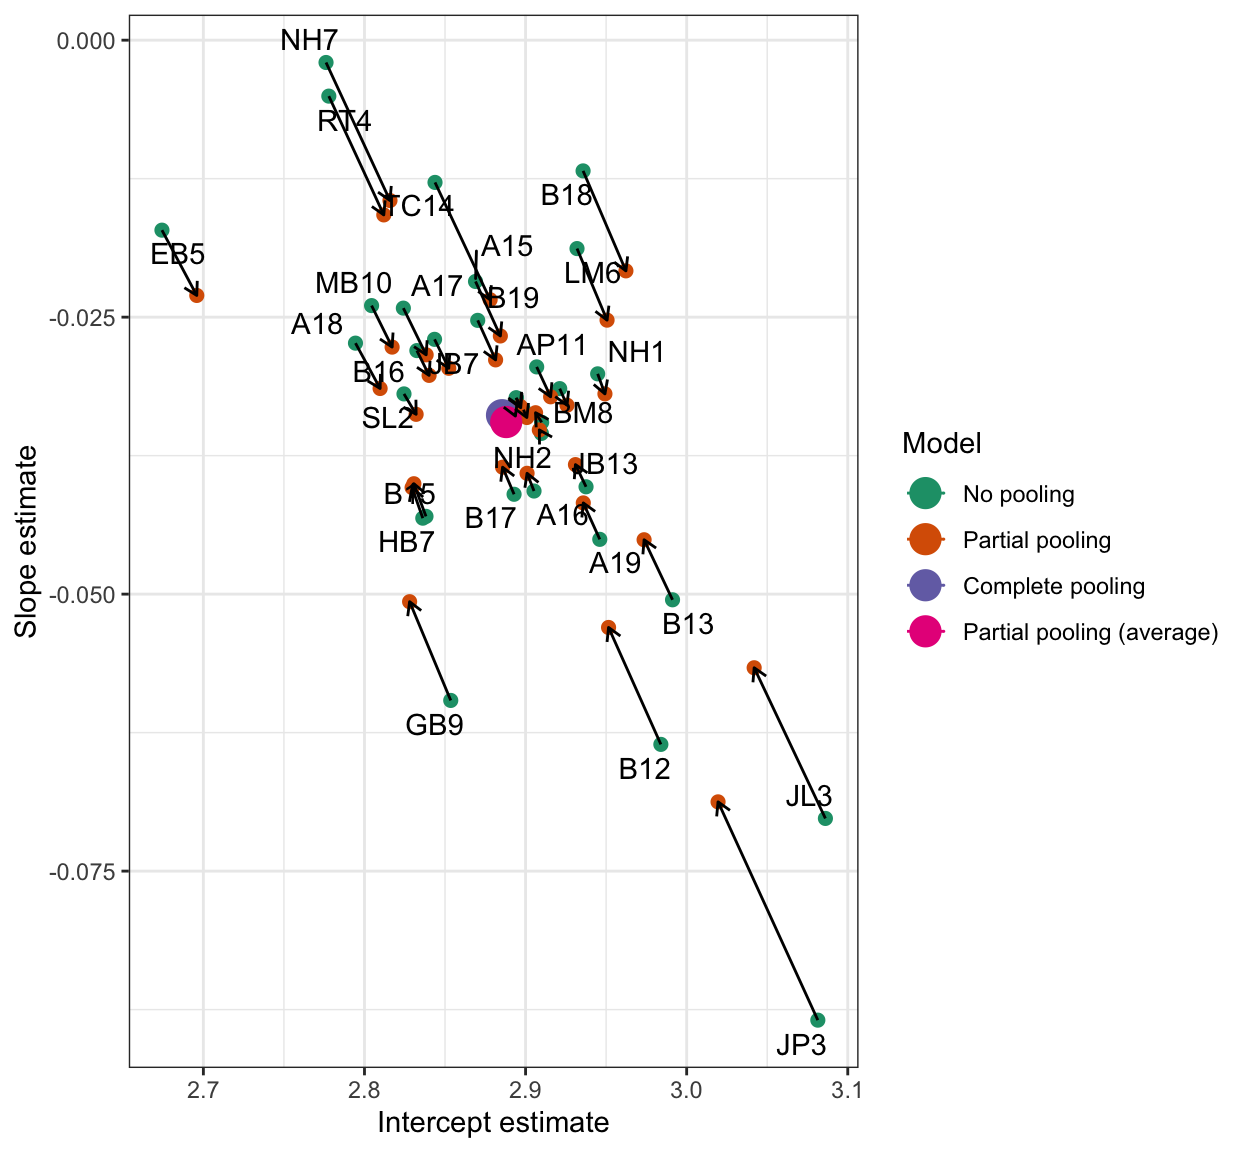 NH7
0.000
RT4
B18
TC14
A15
EB5
LM6
MB10
A17
B19
-0.025
A18
AP11
NH1
B16
JB7
SL2
BM8
Model
NH2
IB13
B15
No pooling
B17
A16
HB7
Partial pooling
A19
Slope estimate
Complete pooling
-0.050
B13
Partial pooling (average)
GB9
B12
JL3
-0.075
JP3
2.7
2.8
2.9
3.0
3.1
Intercept estimate